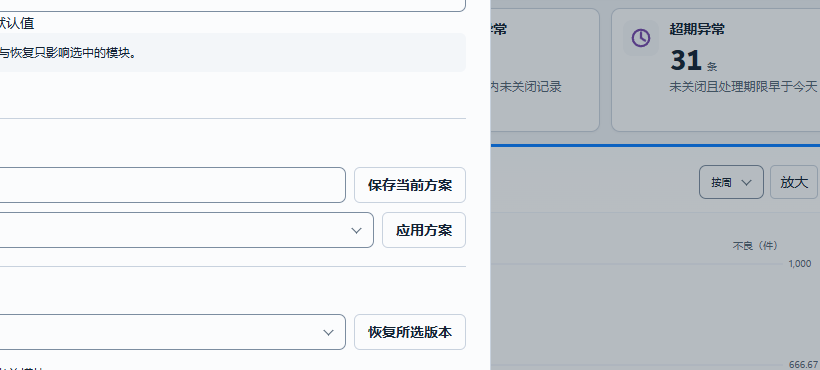 默认值
与恢复只影响选中的模块。
保存当前方案
应用方案
恢复所选版本
异常
内未关闭记录
超期异常
31 条
未关闭且处理期限早于今天
按周
放大
不良（件）
1,000
666.67